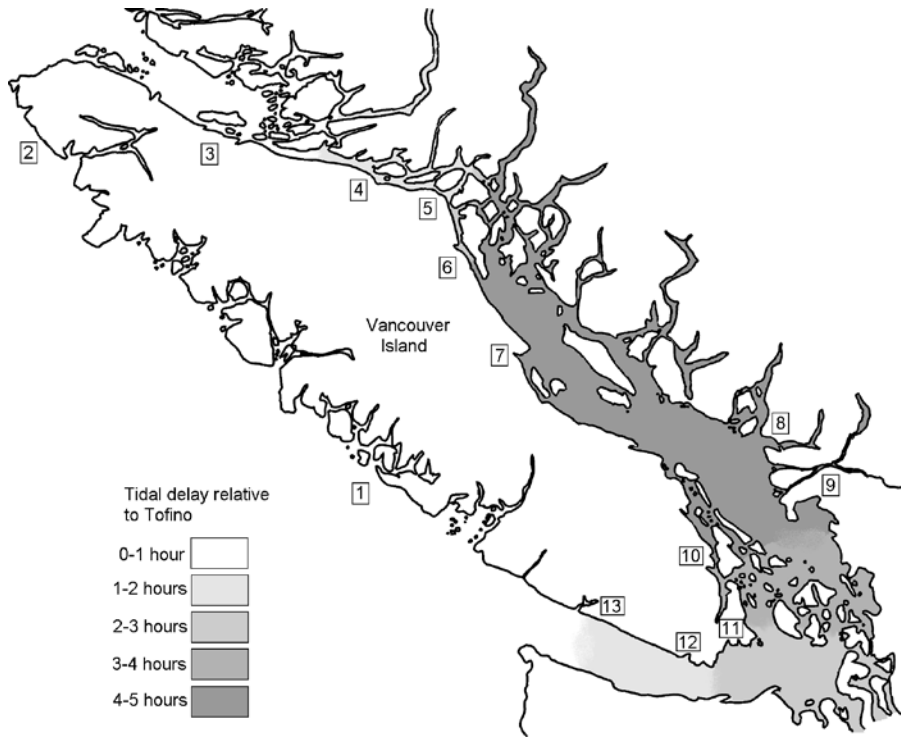 2
3
4
5
6
Vancouver
Island
7
8
1
9
Tidal delay relative
to Tofino
0-1 hour
1-2 hours
2-3 hours
3-4 hours
4-5 hours
10
13
12
11